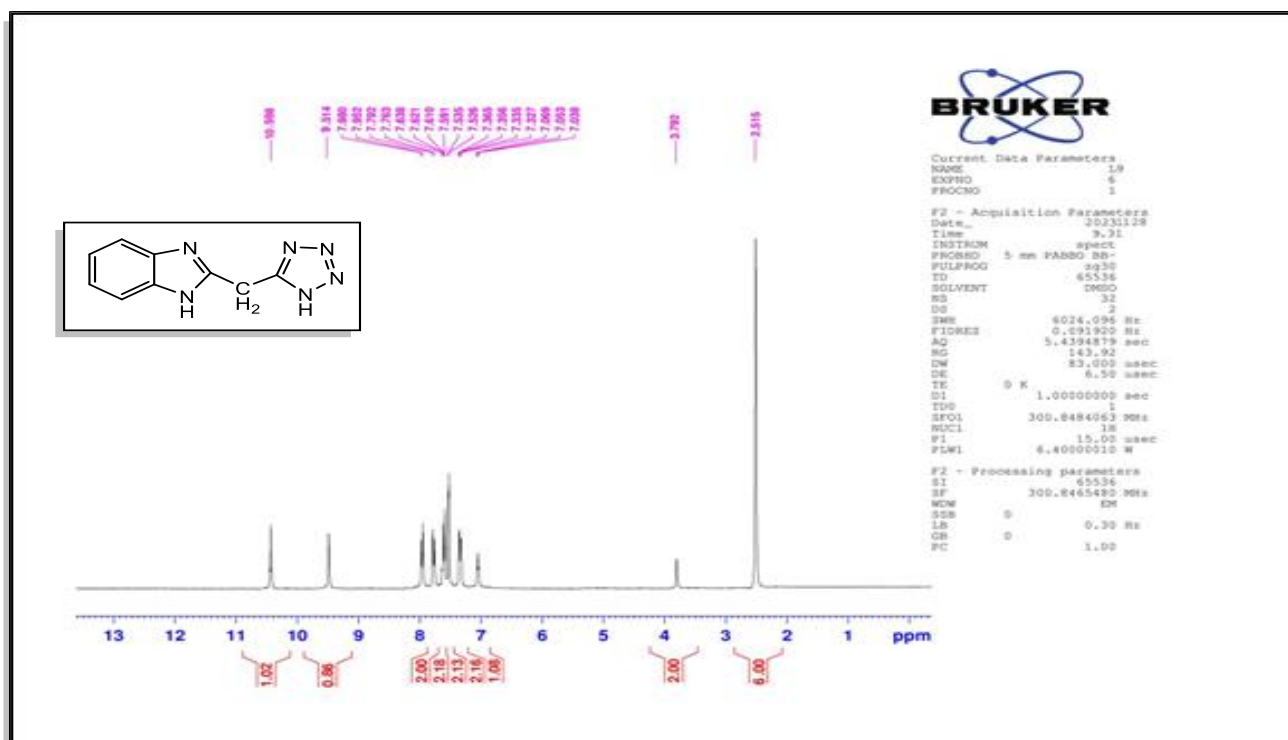 10.598
9.514
7.980
7.952
7.792
7.763
7.638
7.621
7.610
7.591
7.535
7.526
7.365
7.356
7.335
7.327
7.069
7.053
7.038
3.792
2.515
BRUKER
Current Data Parameters
NAME L9
EXPNO 6
PROCNO 1
F2 - Acquisition Parameters
Date_ 20231128
Time 9.31
INSTRUM spect
PROBHD 5 mm PABBO BB-
PULPROG zg30
TD 65536
SOLVENT DMSO
NS 32
DS 2
SWH 6024.096 Hz
FIDRES 0.091920 Hz
AQ 5.4394879 sec
RG 143.92
DW 83.000 usec
DE 6.50 usec
TE 0 K
D1 1.00000000 sec
TD0 1
SFO1 300.8484063 MHz
NUC1 1H
P1 15.00 usec
PLW1 6.40000010 W
F2 - Processing parameters
SI 65536
SF 300.8465480 MHz
WDW EM
SSB 0
LB 0.30 Hz
GB 0
PC 1.00
N
N
H
C
H2
N
N
N
N
H
13 12 11 10 9 8 7 6 5 4 3 2 1 ppm
1.02
0.86
2.00
2.18
2.13
2.16
1.08
2.00
6.00